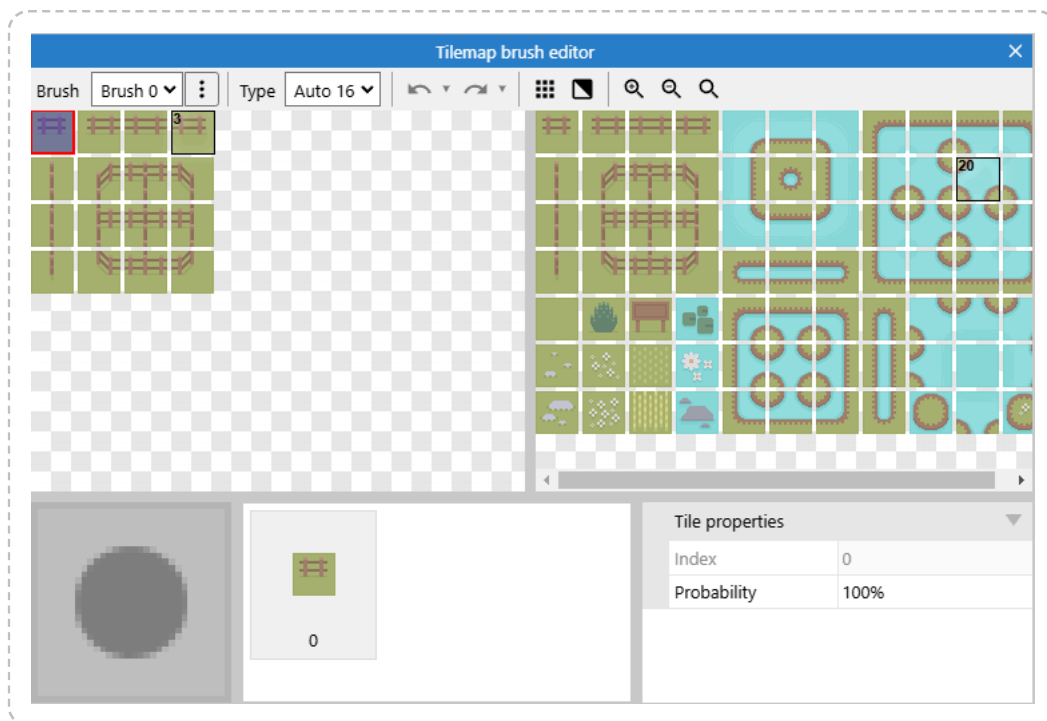 Tilemap brush editor
Brush Brush 0 Type Auto 16
3
20
Tile properties
Index 0
Probability 100%
0